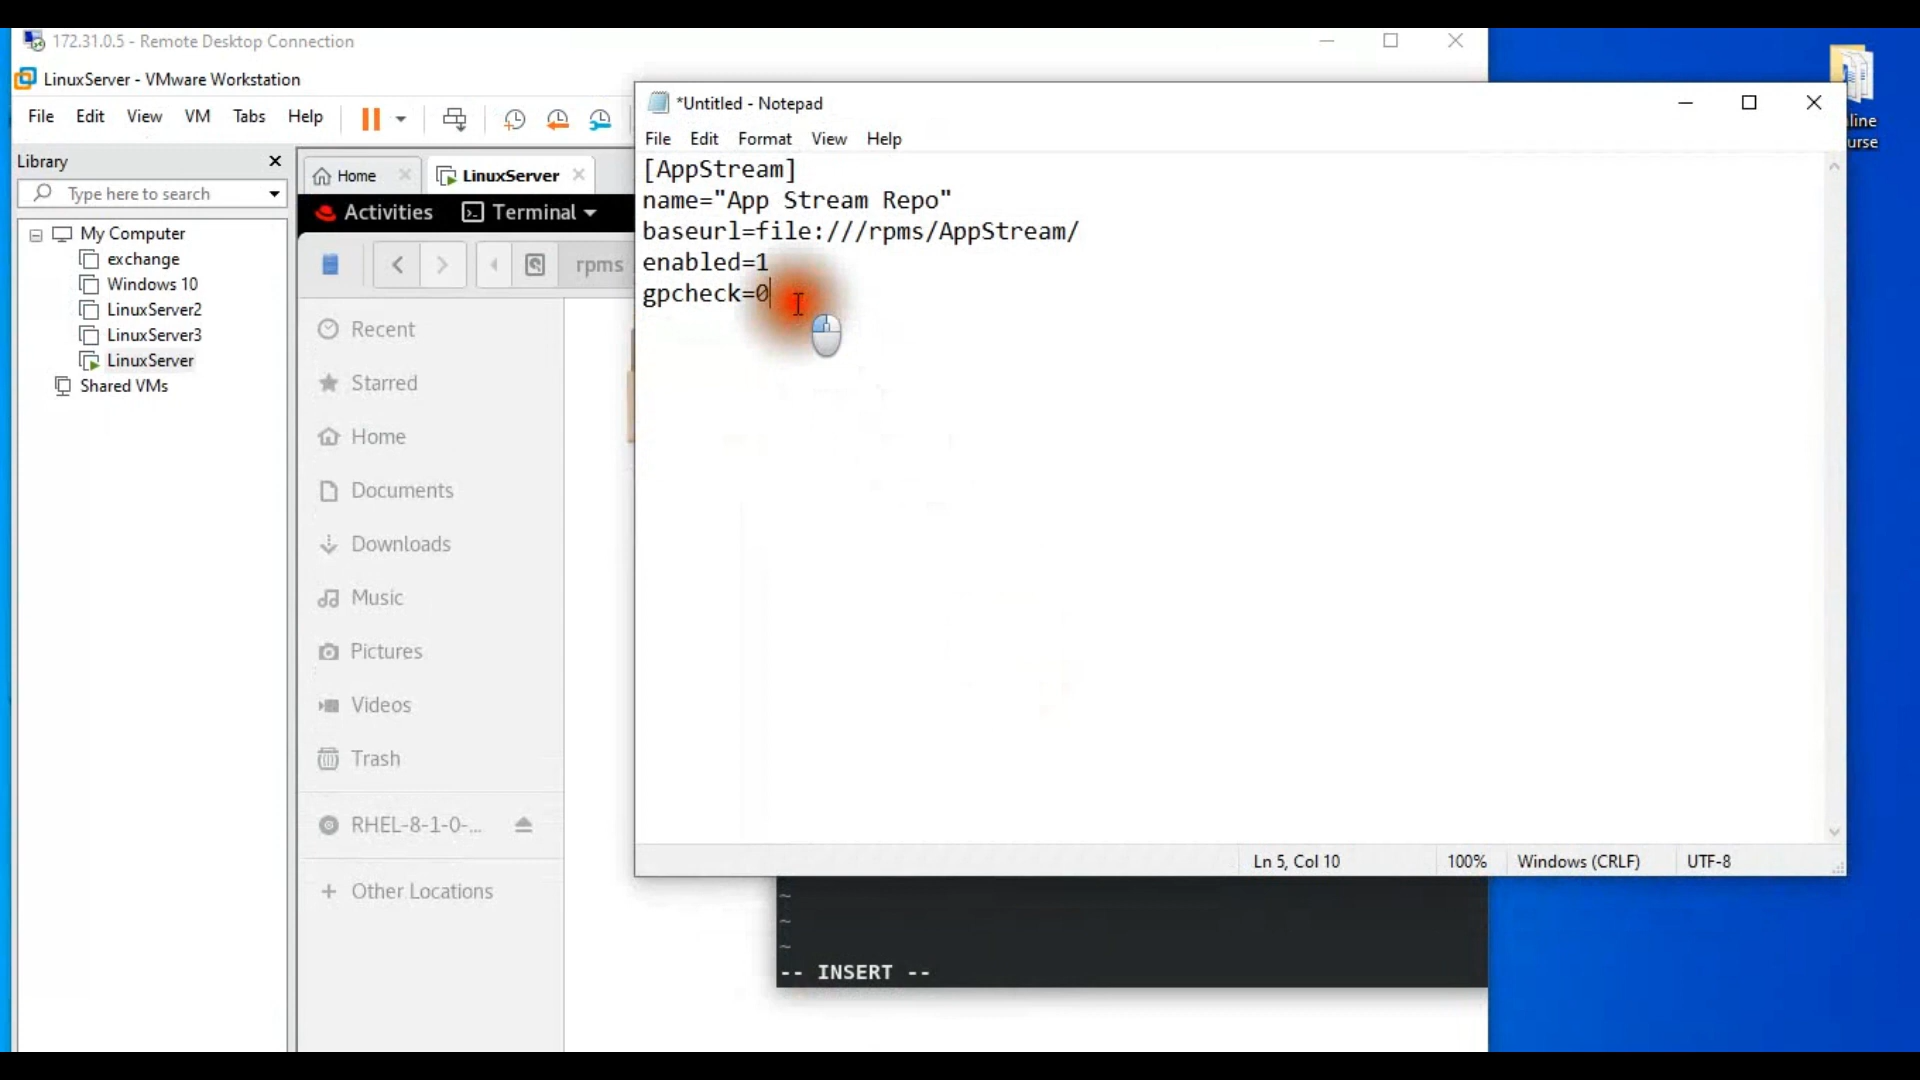 172.31.0.5 - Remote Desktop Connection
LinuxServer - VMware Workstation
File Edit View VM Tabs Help
Library
Type here to search
My Computer
exchange
Windows 10
LinuxServer2
LinuxServer3
LinuxServer
Shared VMs
Home
LinuxServer
Activities
Terminal
rpms
Recent
Starred
Home
Documents
Downloads
Music
Pictures
Videos
Trash
RHEL-8-1-0-...
Other Locations
*Untitled - Notepad
File Edit Format View Help
[AppStream]
name="App Stream Repo"
baseurl=file:///rpms/AppStream/
enabled=1
gpcheck=0
Ln 5, Col 10
100%
Windows (CRLF)
UTF-8
~
~
~
-- INSERT --
line
urse